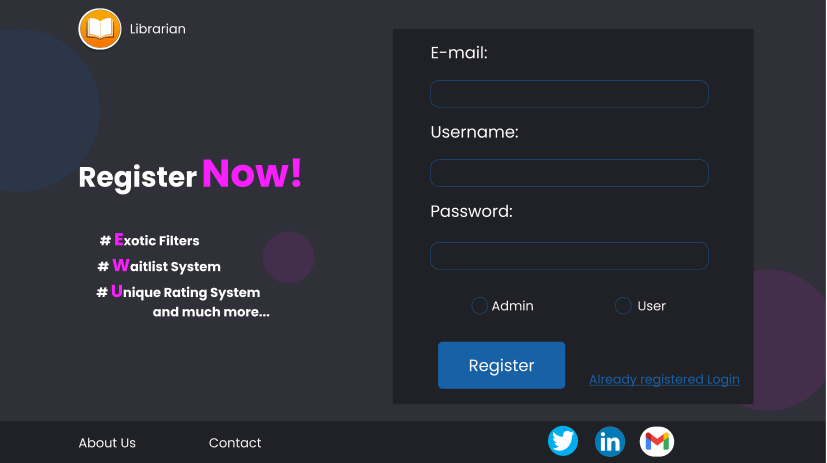 Librarian
Register Now!
# Exotic Filters
# Waitlist System
# Unique Rating System
and much more...
E-mail:
Username:
Password:
Admin
User
Register
Already registered Login
About Us
Contact
in